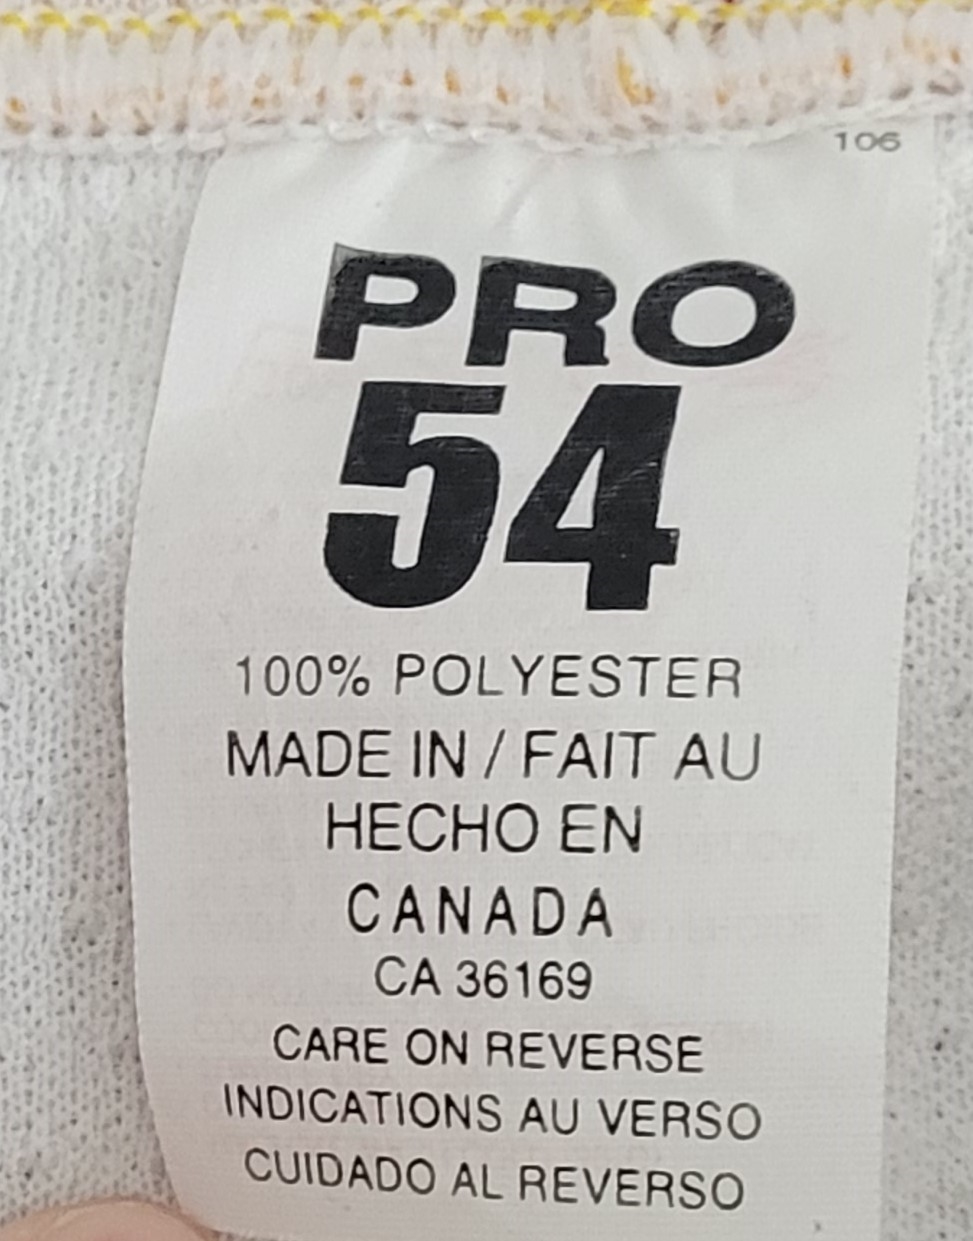 106
PRO
54
100% POLYESTER
MADE IN / FAIT AU
HECHO EN
CANADA
CA 36169
CARE ON REVERSE
INDICATIONS AU VERSO
CUIDADO AL REVERSO